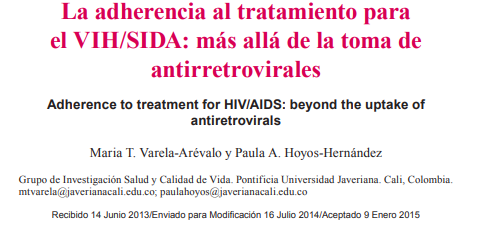 La adherencia al tratamiento para
el VIH/SIDA: más allá de la toma de
antirretrovirales
Adherence to treatment for HIV/AIDS: beyond the uptake of
antiretrovirals
Maria T. Varela-Arévalo y Paula A. Hoyos-Hernández
Grupo de Investigación Salud y Calidad de Vida. Pontificia Universidad Javeriana. Cali, Colombia.
mtvarela@javerianacali.edu.co; paulahoyos@javerianacali.edu.co
Recibido 14 Junio 2013/Enviado para Modificación 16 Julio 2014/Aceptado 9 Enero 2015